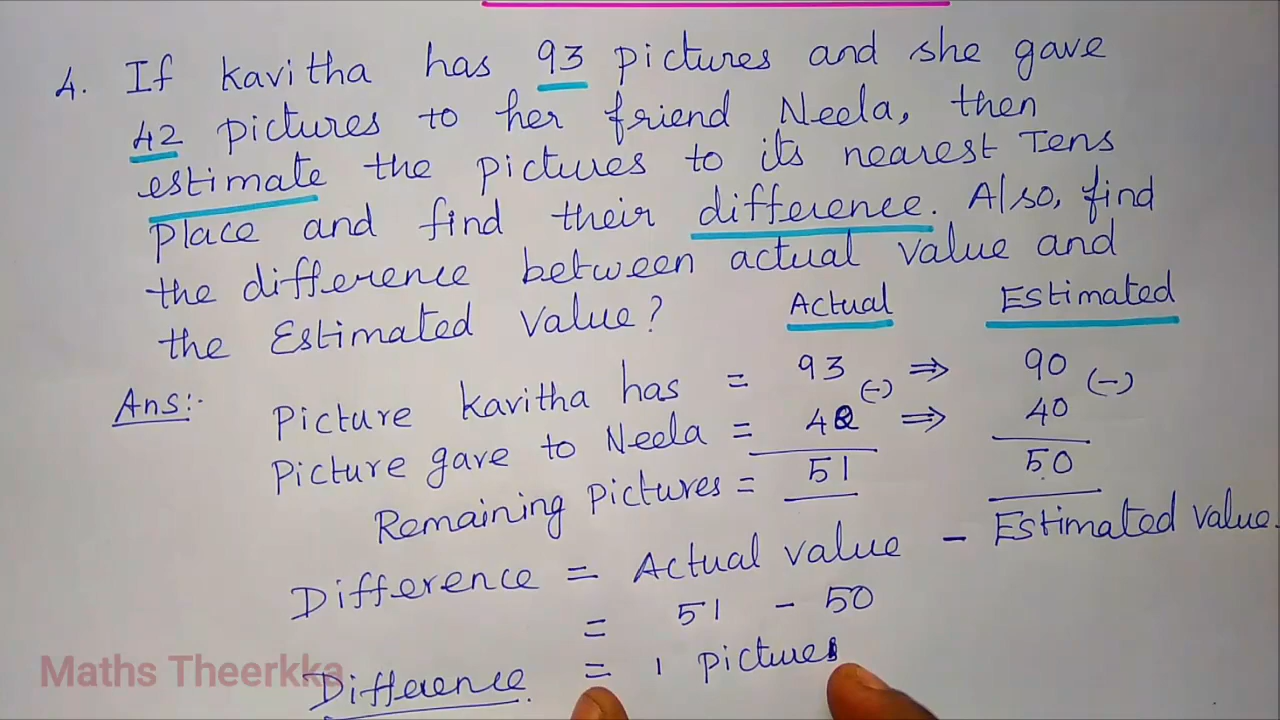 4. If Kavitha has 93 pictures and she gave
42 pictures to her friend Neela, then
estimate the pictures to its nearest Tens
Place and find their difference. Also, find
the difference between actual value and
the Estimated value?
Actual Estimated
Ans:- Picture Kavitha has = 93 ⇒ 90
(-) (-)
Picture gave to Neela = 42 ⇒ 40
Remaining pictures = 51 50
Difference = Actual value - Estimated value.
= 51 - 50
Difference = 1 picture
Maths Theerkka